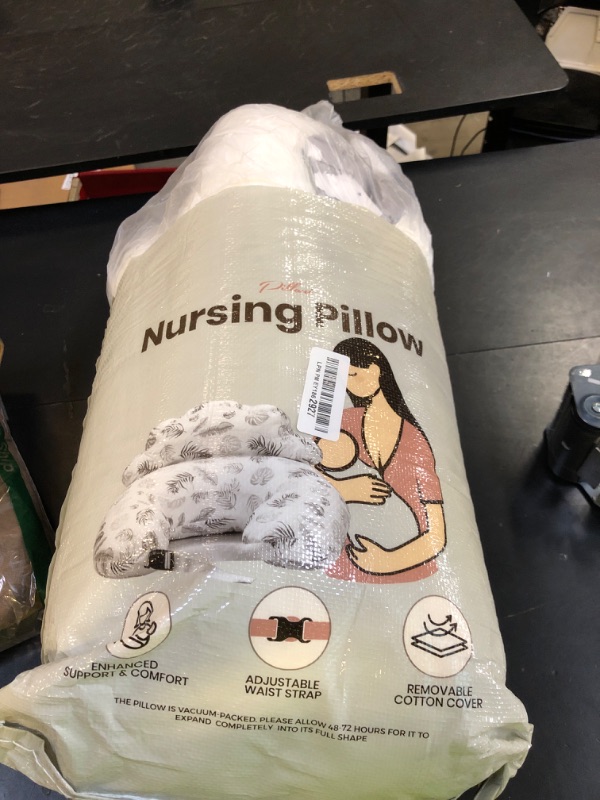 Nursing Pillow
2927
ENHANCED
SUPPORT & COMFORT
ADJUSTABLE
WAIST STRAP
REMOVABLE
COTTON COVER
THE PILLOW IS VACUUM-PACKED. PLEASE ALLOW 48-72 HOURS FOR IT TO
EXPAND COMPLETELY INTO ITS FULL SHAPE